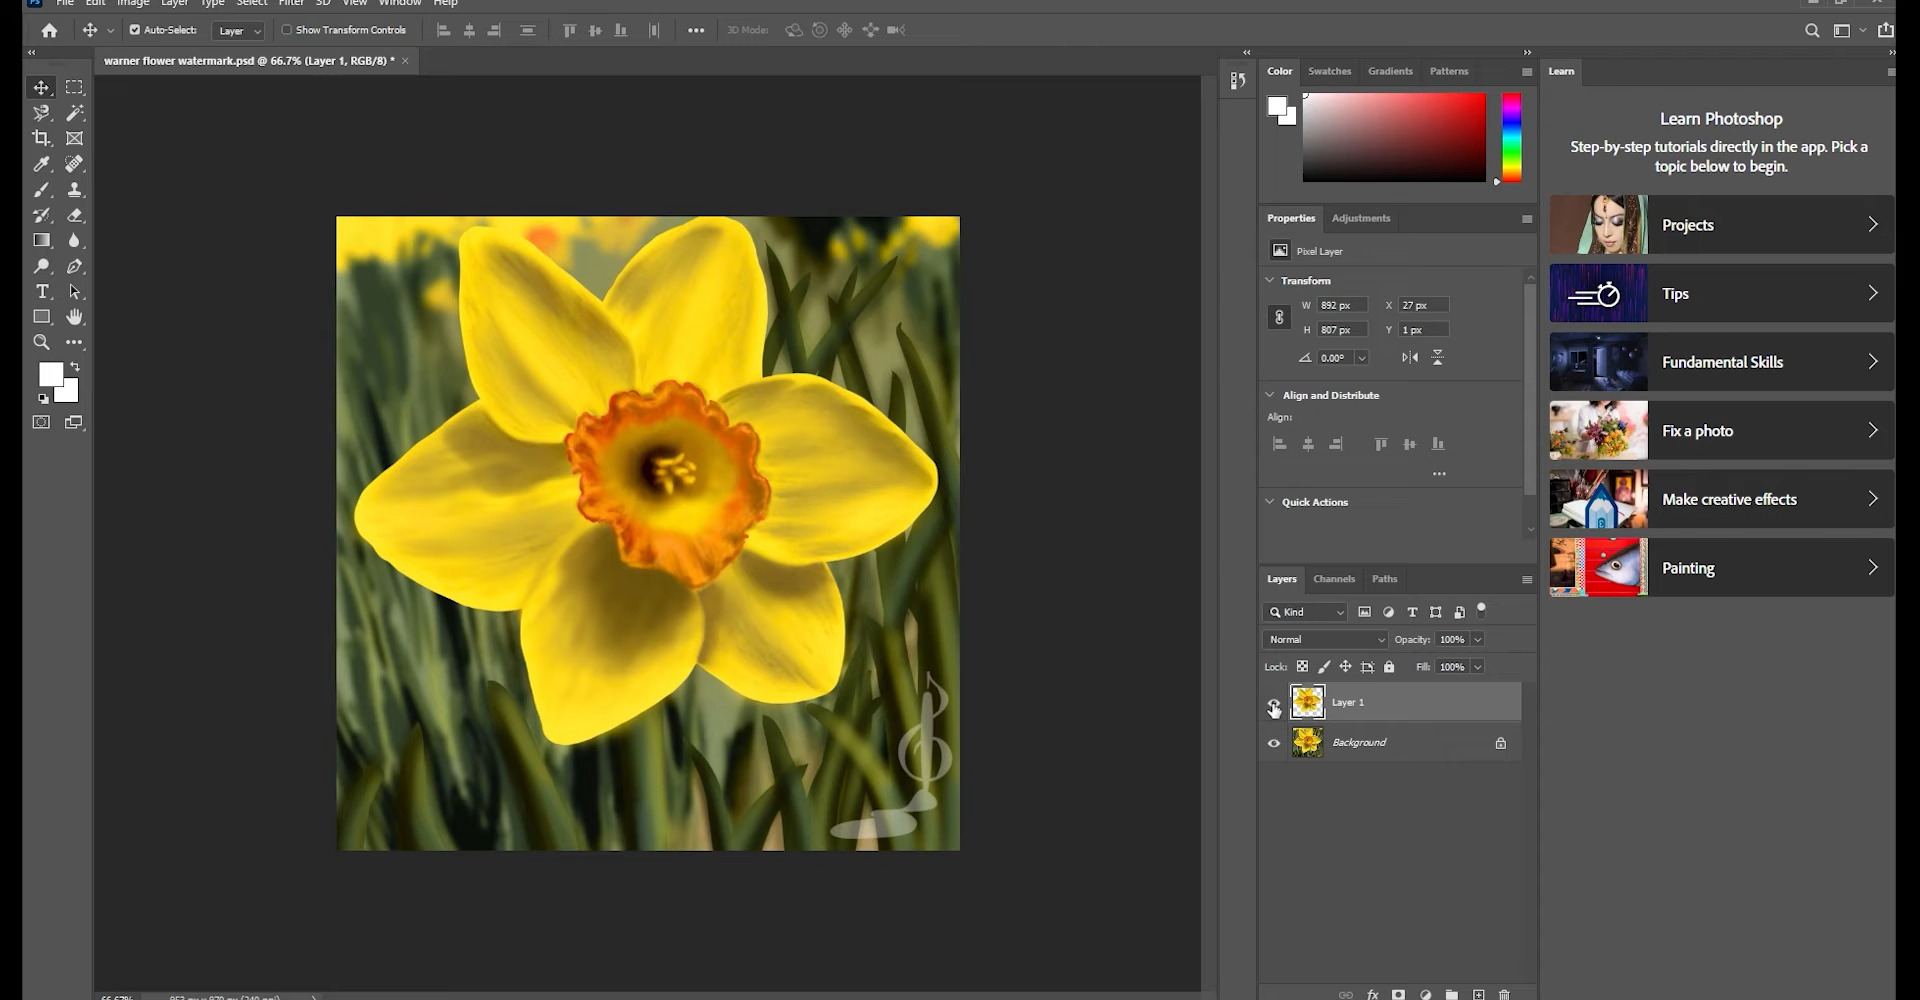 Ps File Edit Image Layer Type Select Filter 3D View Window Help
Auto-Select: Layer Show Transform Controls 3D Mode:
warner flower watermark.psd @ 66.7% (Layer 1, RGB/8) *
Color Swatches Gradients Patterns
Learn
Learn Photoshop
Step-by-step tutorials directly in the app. Pick a
topic below to begin.
Projects
Tips
Fundamental Skills
Fix a photo
Make creative effects
Painting
Properties Adjustments
Pixel Layer
Transform
W 892 px X 27 px
H 807 px Y 1 px
0.00°
Align and Distribute
Align:
Quick Actions
Layers Channels Paths
Kind
Normal Opacity: 100%
Lock: Fill: 100%
Layer 1
Background
66.67%